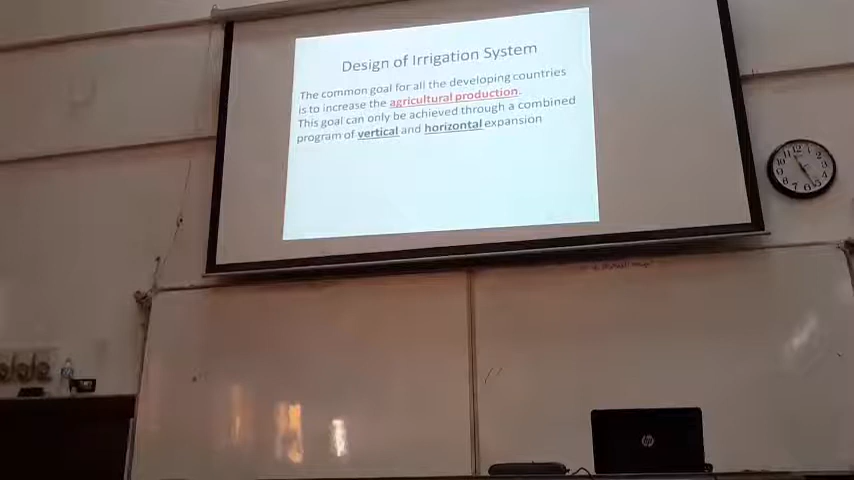 Design of Irrigation System
The common goal for all the developing countries
is to increase the agricultural production.
This goal can only be achieved through a combined
program of vertical and horizontal expansion
hp